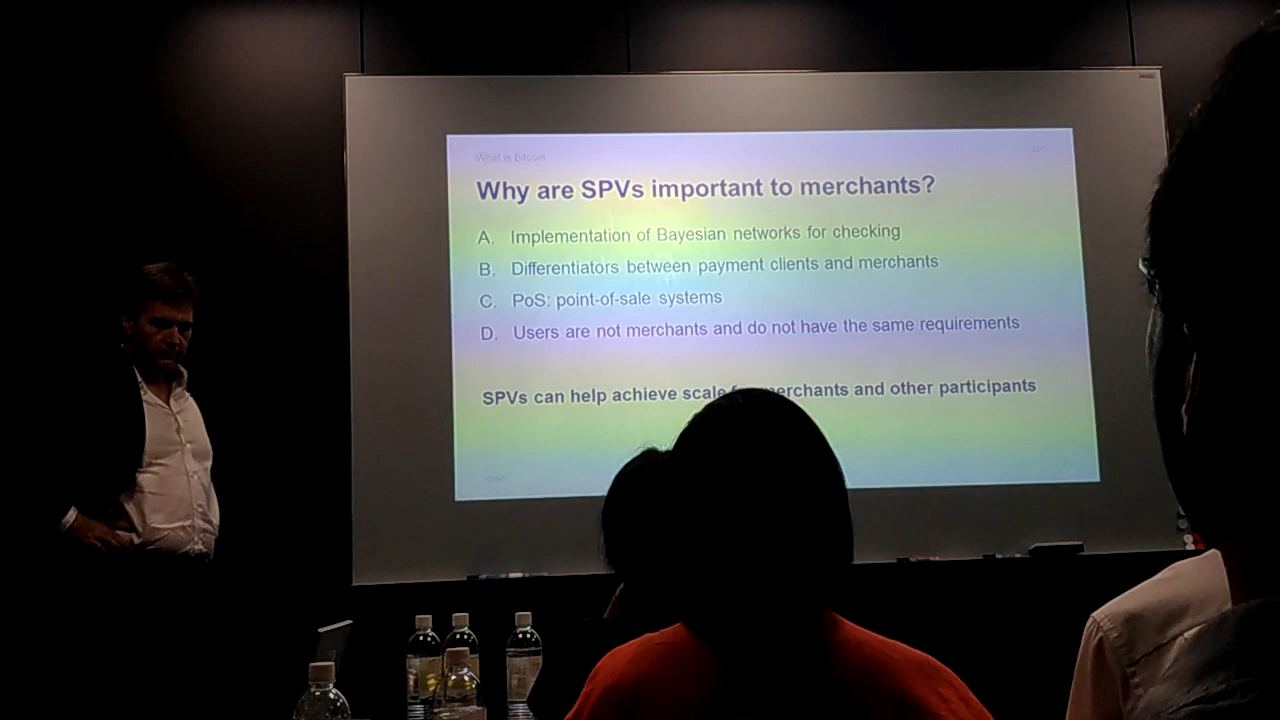 What is Bitcoin
Why are SPVs important to merchants?
A. Implementation of Bayesian networks for checking
B. Differentiators between payment clients and merchants
C. PoS: point-of-sale systems
D. Users are not merchants and do not have the same requirements
SPVs can help achieve scale merchants and other participants